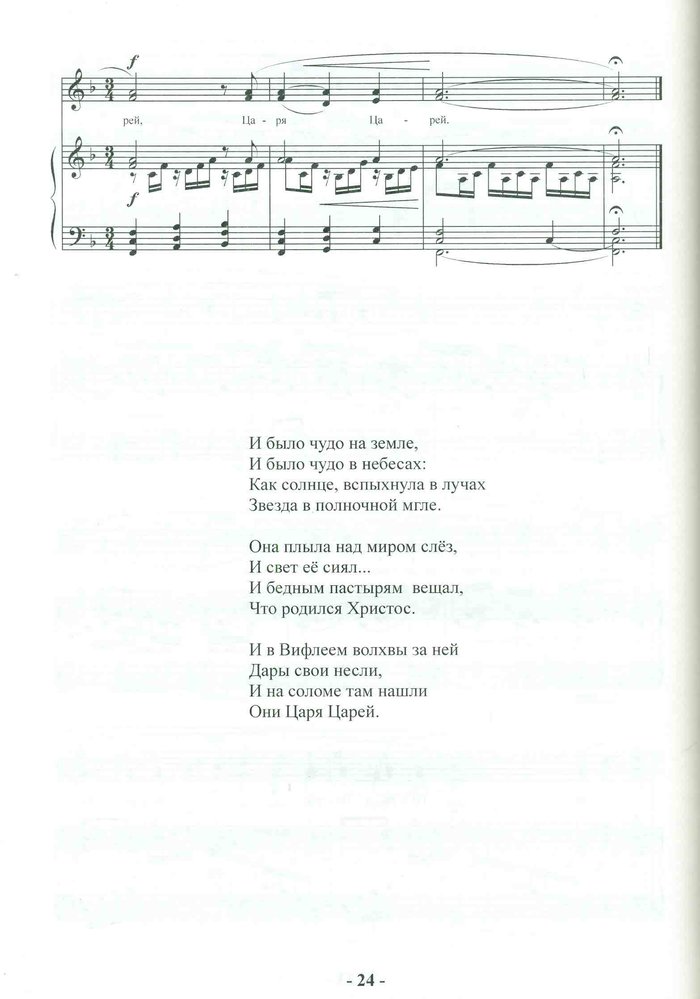 f
рей, Ца - ря Ца - рей.
f
И было чудо на земле,
И было чудо в небесах:
Как солнце, вспыхнула в лучах
Звезда в полночной мгле.
Она плыла над миром слёз,
И свет её сиял...
И бедным пастырям вещал,
Что родился Христос.
И в Вифлеем волхвы за ней
Дары свои несли,
И на соломе там нашли
Они Царя Царей.
- 24 -